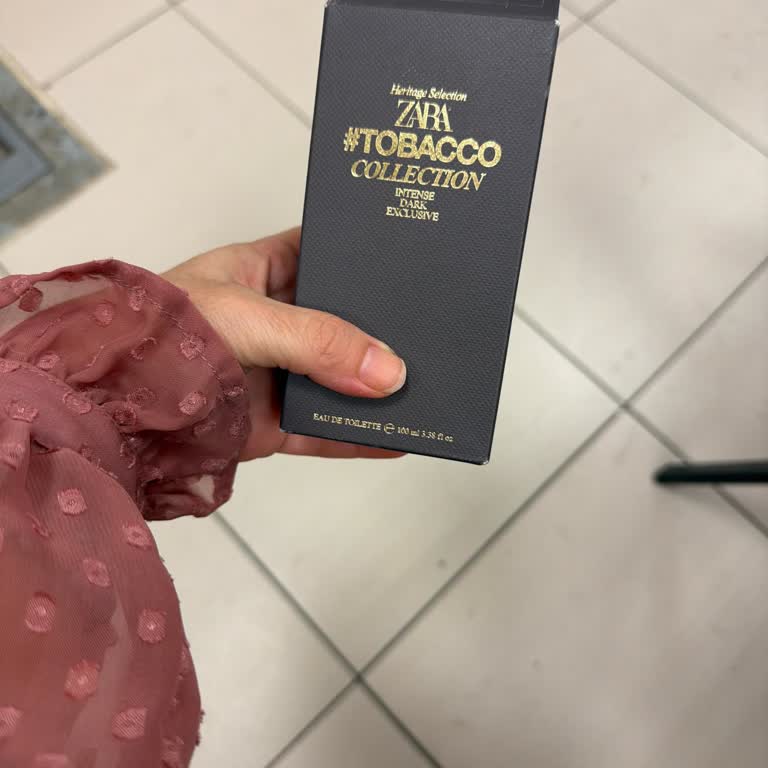 Heritage Selection
ZARA
#TOBACCO
COLLECTION
INTENSE
DARK
EXCLUSIVE
EAU DE TOILETTE ℮ 100 ml 3.38 fl oz